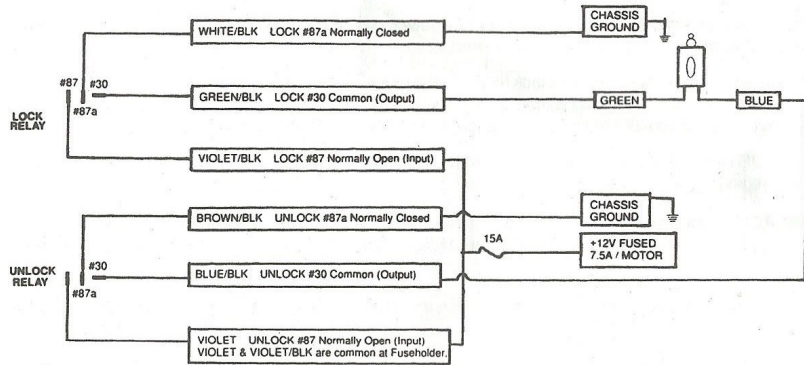 WHITE/BLK LOCK #87a Normally Closed
CHASSIS
GROUND
#87
#30
#87a
LOCK
RELAY
GREEN/BLK LOCK #30 Common (Output)
GREEN
BLUE
VIOLET/BLK LOCK #87 Normally Open (Input)
BROWN/BLK UNLOCK #87a Normally Closed
CHASSIS
GROUND
15A
+12V FUSED
7.5A / MOTOR
#30
#87a
UNLOCK
RELAY
BLUE/BLK UNLOCK #30 Common (Output)
VIOLET UNLOCK #87 Normally Open (Input)
VIOLET & VIOLET/BLK are common at Fuseholder.